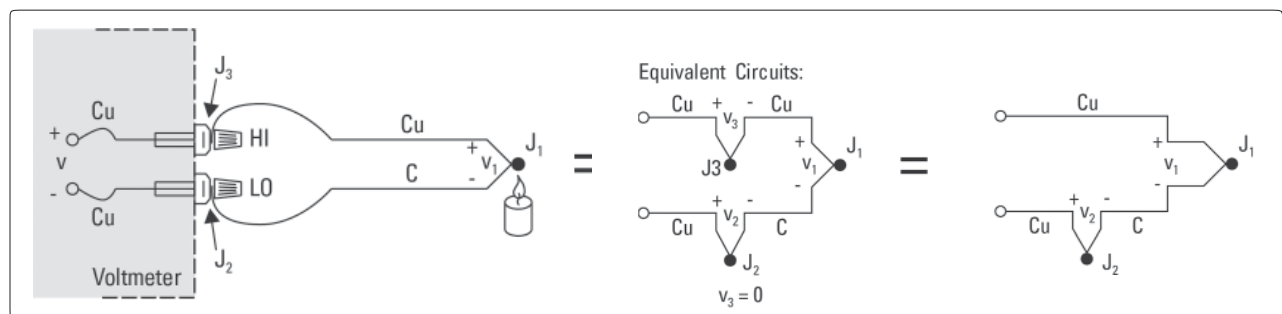 J3
Cu
+
v
-
Cu
HI
LO
J2
Voltmeter
Cu
+
v1
-
C
J1
=
Equivalent Circuits:
Cu + - Cu
v3
J3
+
v1
-
J1
+ -
v2
Cu C
J2
v3 = 0
=
Cu
+
v1
-
J1
+ -
v2
Cu C
J2